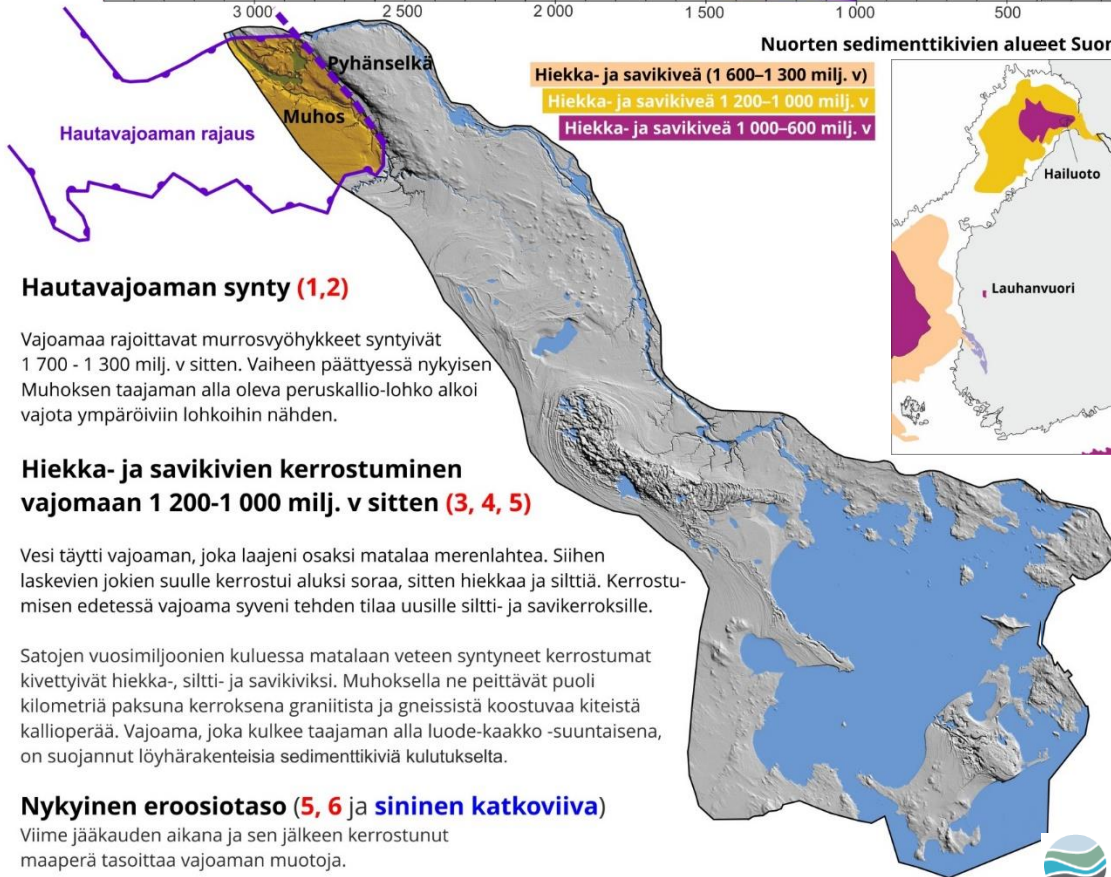 3 000 2 500 2 000 1 500 1 000 500
Nuorten sedimenttikivien alueet Suom
Hiekka- ja savikiveä (1 600–1 300 milj. v)
Hiekka- ja savikiveä 1 200–1 000 milj. v
Hiekka- ja savikiveä 1 000–600 milj. v
Pyhänselkä
Muhos
Hautavajoaman rajaus
Hailuoto
Lauhanvuori
Hautavajoaman synty (1,2)
Vajoamaa rajoittavat murrosvyöhykkeet syntyivät
1 700 - 1 300 milj. v sitten. Vaiheen päättyessä nykyisen
Muhoksen taajaman alla oleva peruskallio-lohko alkoi
vajota ympäröiviin lohkoihin nähden.
Hiekka- ja savikivien kerrostuminen
vajomaan 1 200-1 000 milj. v sitten (3, 4, 5)
Vesi täytti vajoaman, joka laajeni osaksi matalaa merenlahtea. Siihen
laskevien jokien suulle kerrostui aluksi soraa, sitten hiekkaa ja silttiä. Kerrostu-
misen edetessä vajoama syveni tehden tilaa uusille siltti- ja savikerroksille.
Satojen vuosimiljoonien kuluessa matalaan veteen syntyneet kerrostumat
kivettyivät hiekka-, siltti- ja savikiviksi. Muhoksella ne peittävät puoli
kilometriä paksuna kerroksena graniitista ja gneissistä koostuvaa kiteistä
kallioperää. Vajoama, joka kulkee taajaman alla luode-kaakko -suuntaisena,
on suojannut löyhärakenteisia sedimenttikiviä kulutukselta.
Nykyinen eroosiotaso (5, 6 ja sininen katkoviiva)
Viime jääkauden aikana ja sen jälkeen kerrostunut
maaperä tasoittaa vajoaman muotoja.